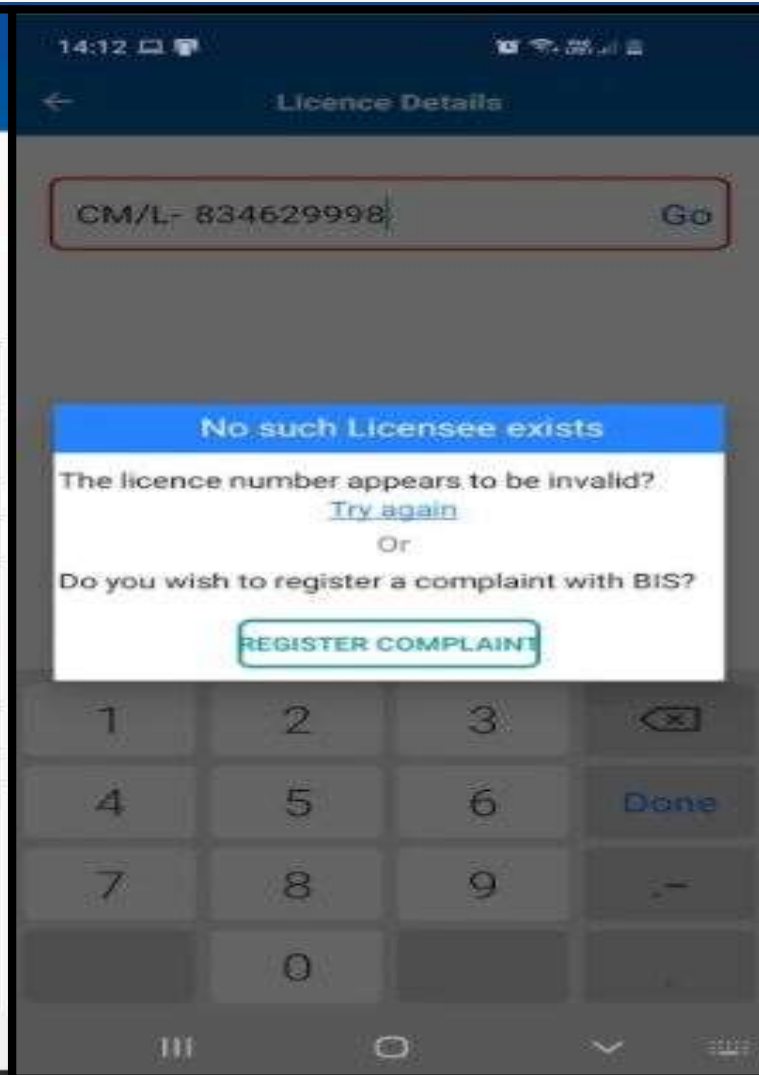 14:12
Licence Details
CM/L- 834629998 Go
No such Licensee exists
The licence number appears to be invalid?
Try again
Or
Do you wish to register a complaint with BIS?
REGISTER COMPLAINT
1 2 3
4 5 6 Done
7 8 9 .-
0 .